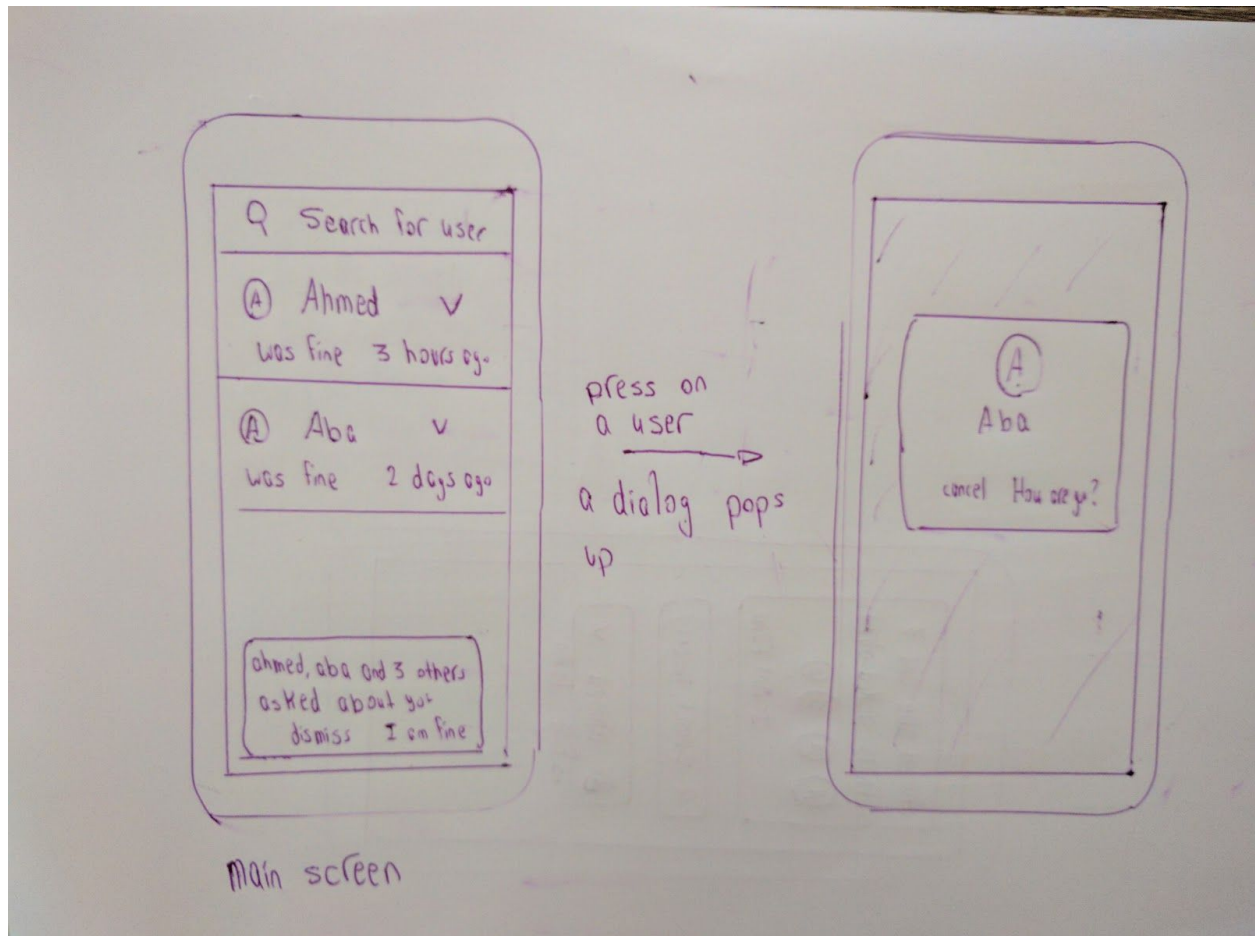 Search for user
A Ahmed V
was fine 3 hours ago
A Aba V
was fine 2 days ago
ahmed, aba and 3 others
asked about you
dismiss I am fine
main screen
press on
a user
a dialog pops
up
A
Aba
cancel How are you?